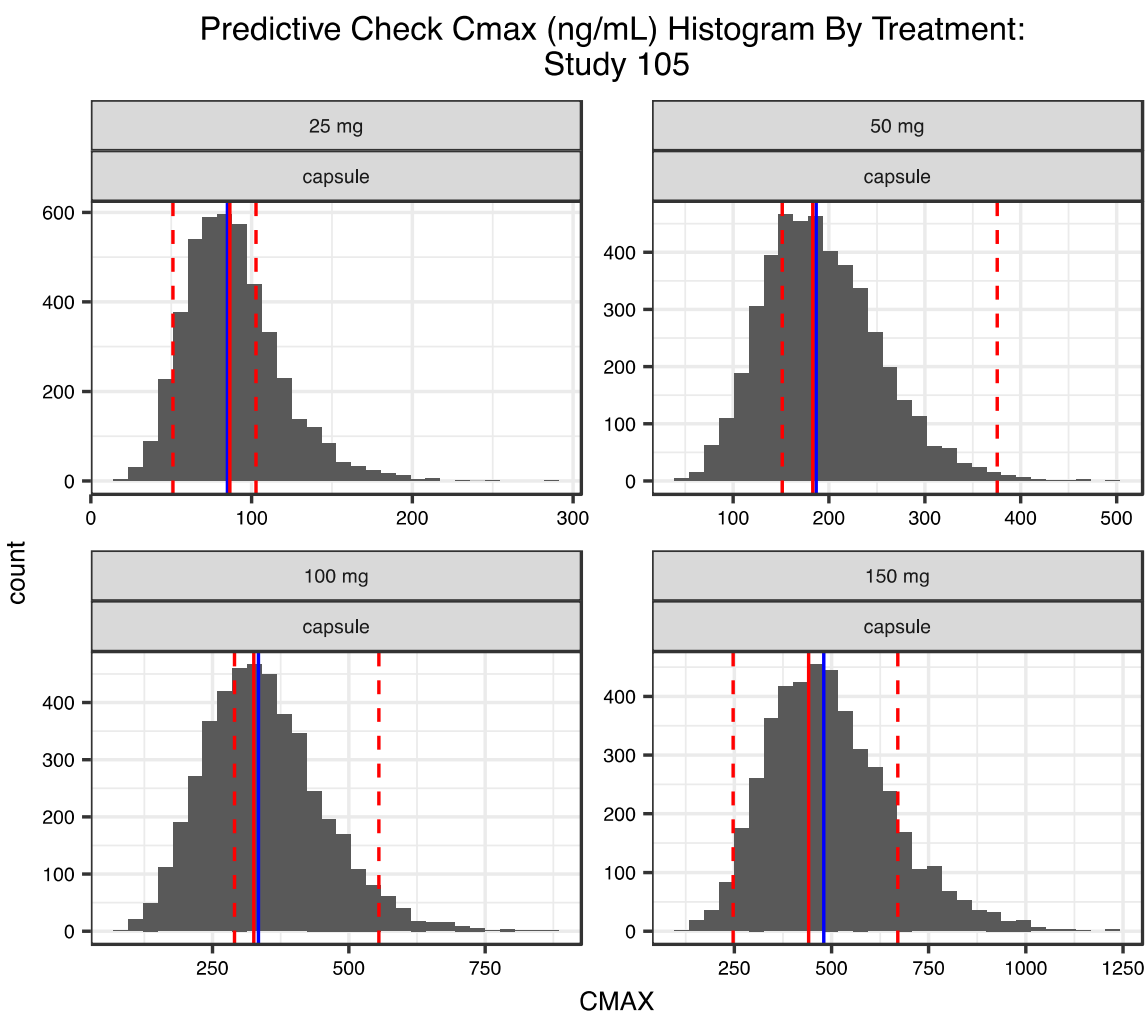 Predictive Check Cmax (ng/mL) Histogram By Treatment:
Study 105
25 mg
capsule
600
400
200
0
0 100 200 300
50 mg
capsule
400
300
200
100
0
100 200 300 400 500
count
100 mg
capsule
400
300
200
100
0
250 500 750
150 mg
capsule
400
300
200
100
0
250 500 750 1000 1250
CMAX